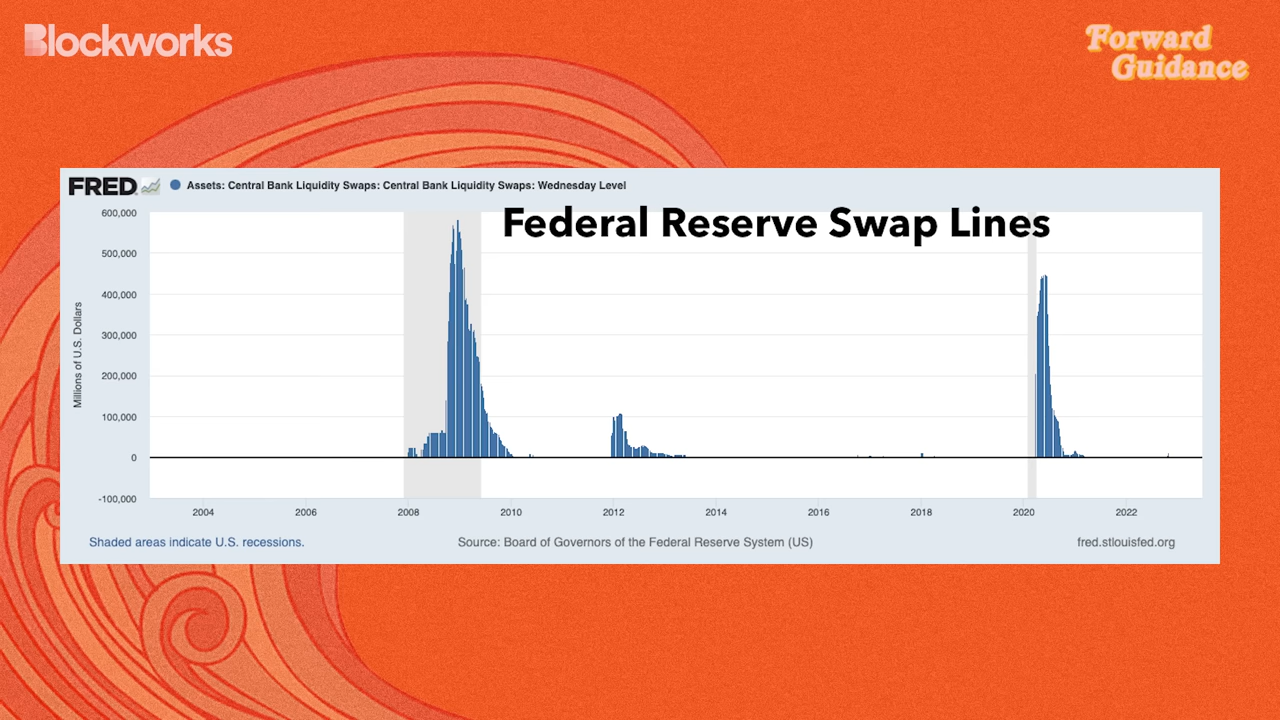 Blockworks
Forward
Guidance
FRED
Assets: Central Bank Liquidity Swaps: Central Bank Liquidity Swaps: Wednesday Level
Federal Reserve Swap Lines
Millions of U.S. Dollars
600,000
500,000
400,000
300,000
200,000
100,000
0
-100,000
2004 2006 2008 2010 2012 2014 2016 2018 2020 2022
Shaded areas indicate U.S. recessions. Source: Board of Governors of the Federal Reserve System (US) fred.stlouisfed.org